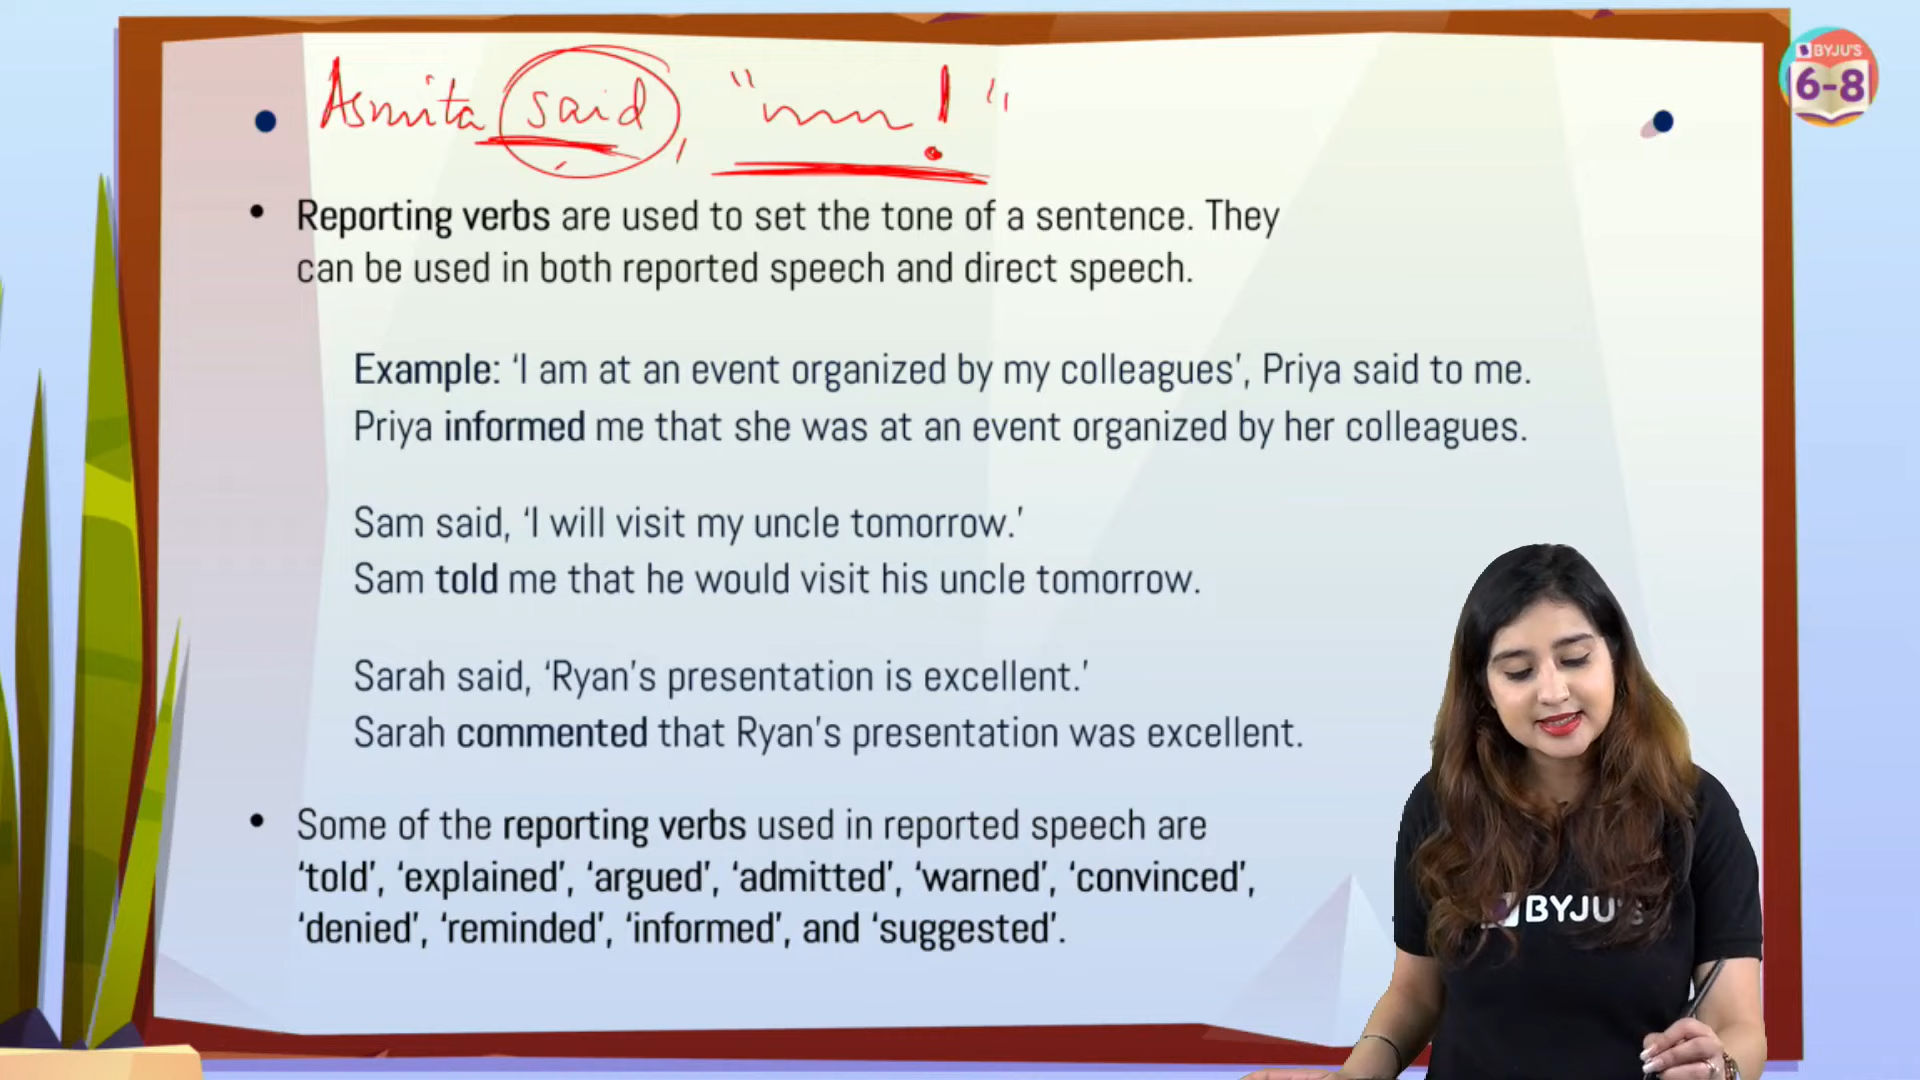 BYJU'S
6-8
Asmita said, " ! "
• Reporting verbs are used to set the tone of a sentence. They
can be used in both reported speech and direct speech.
Example: ‘I am at an event organized by my colleagues’, Priya said to me.
Priya informed me that she was at an event organized by her colleagues.
Sam said, ‘I will visit my uncle tomorrow.’
Sam told me that he would visit his uncle tomorrow.
Sarah said, ‘Ryan’s presentation is excellent.’
Sarah commented that Ryan’s presentation was excellent.
• Some of the reporting verbs used in reported speech are
‘told’, ‘explained’, ‘argued’, ‘admitted’, ‘warned’, ‘convinced’,
‘denied’, ‘reminded’, ‘informed’, and ‘suggested’.
BYJU'S